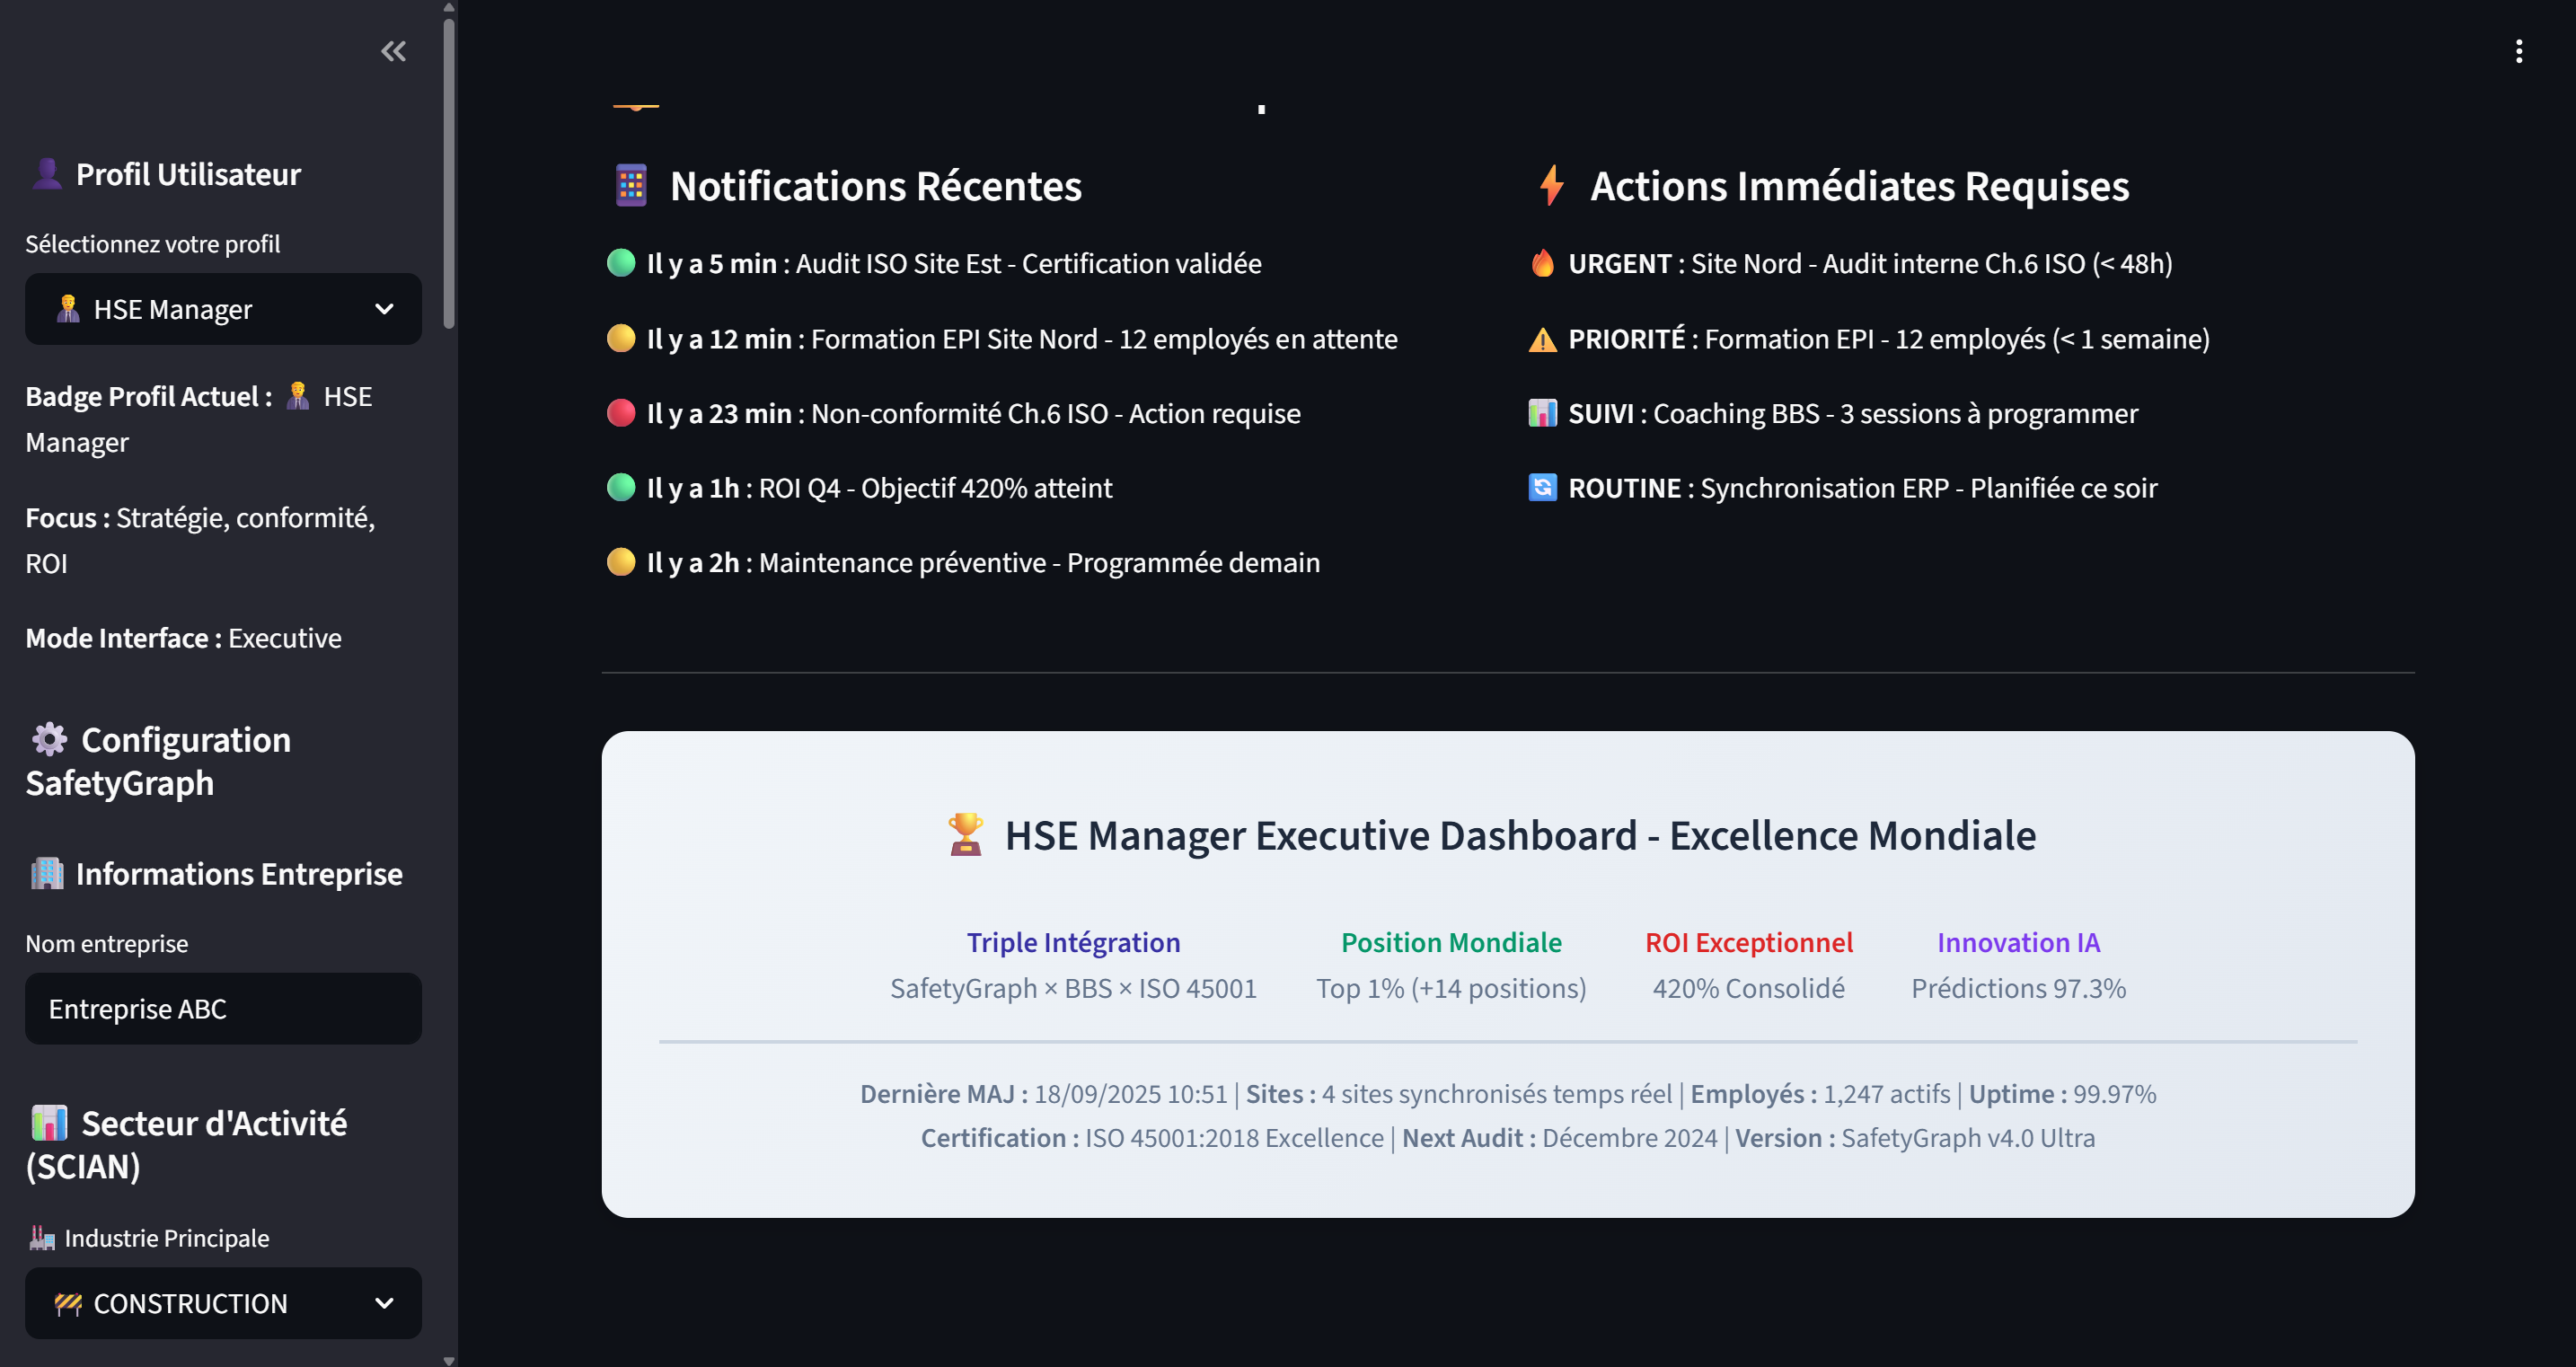 Profil Utilisateur
Sélectionnez votre profil
HSE Manager
Badge Profil Actuel : HSE
Manager
Focus : Stratégie, conformité,
ROI
Mode Interface : Executive
Configuration
SafetyGraph
Informations Entreprise
Nom entreprise
Entreprise ABC
Secteur d'Activité
(SCIAN)
Industrie Principale
CONSTRUCTION
Notifications Récentes
Il y a 5 min : Audit ISO Site Est - Certification validée
Il y a 12 min : Formation EPI Site Nord - 12 employés en attente
Il y a 23 min : Non-conformité Ch.6 ISO - Action requise
Il y a 1h : ROI Q4 - Objectif 420% atteint
Il y a 2h : Maintenance préventive - Programmée demain
Actions Immédiates Requises
URGENT : Site Nord - Audit interne Ch.6 ISO (< 48h)
PRIORITÉ : Formation EPI - 12 employés (< 1 semaine)
SUIVI : Coaching BBS - 3 sessions à programmer
ROUTINE : Synchronisation ERP - Planifiée ce soir
HSE Manager Executive Dashboard - Excellence Mondiale
Triple Intégration
SafetyGraph × BBS × ISO 45001
Position Mondiale
Top 1% (+14 positions)
ROI Exceptionnel
420% Consolidé
Innovation IA
Prédictions 97.3%
Dernière MAJ : 18/09/2025 10:51 | Sites : 4 sites synchronisés temps réel | Employés : 1,247 actifs | Uptime : 99.97%
Certification : ISO 45001:2018 Excellence | Next Audit : Décembre 2024 | Version : SafetyGraph v4.0 Ultra